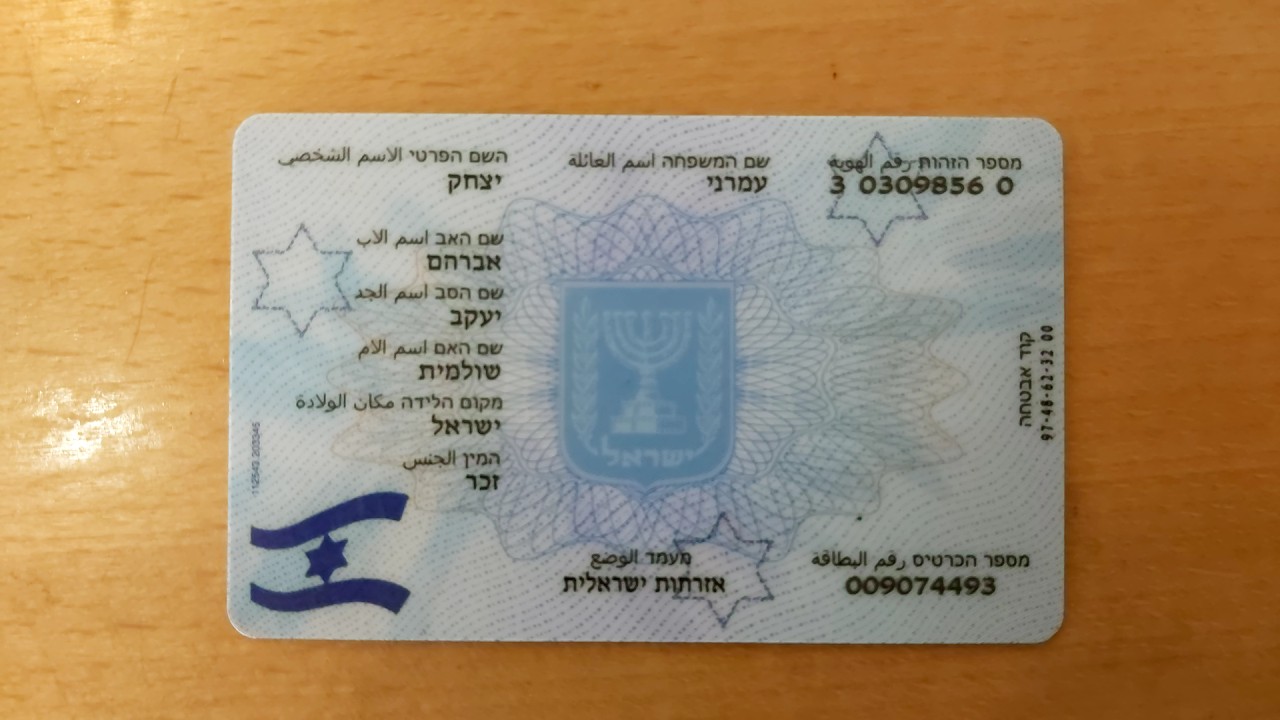 מספר הזהות رقم الهوية
3 0309856 0
שם המשפחה اسم العائلة
עמרני
השם הפרטי الاسم الشخصي
יצחק
שם האב اسم الاب
אברהם
שם הסב اسم الجد
יעקב
שם האם اسم الام
שולמית
מקום הלידה مكان الولادة
ישראל
המין الجنس
זכר
ישראל
קוד אבטחה
97-48-62-32 00
מעמד الوضع
אזרחות ישראלית
מספר הכרטיס رقم البطاقة
009074493